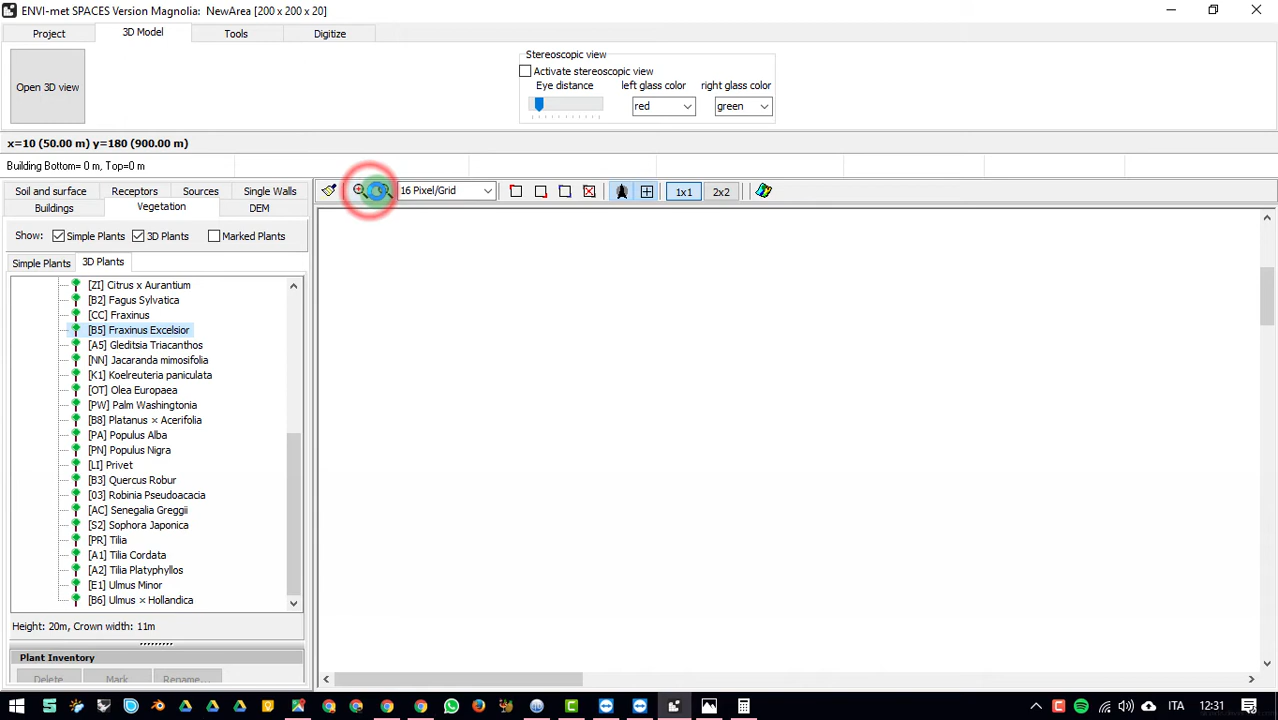 ENVI-met SPACES Version Magnolia:  NewArea [200 x 200 x 20]
Project
3D Model
Tools
Digitize
Open 3D view
Stereoscopic view
Activate stereoscopic view
Eye distance
left glass color
right glass color
red
green
x=10 (50.00 m) y=180 (900.00 m)
Building Bottom= 0 m, Top=0 m
Soil and surface
Receptors
Sources
Single Walls
Buildings
Vegetation
DEM
16 Pixel/Grid
1x1
2x2
Show:
Simple Plants
3D Plants
Marked Plants
Simple Plants
3D Plants
[ZI] Citrus x Aurantium
[B2] Fagus Sylvatica
[CC] Fraxinus
[B5] Fraxinus Excelsior
[A5] Gleditsia Triacanthos
[NN] Jacaranda mimosifolia
[K1] Koelreuteria paniculata
[OT] Olea Europaea
[PW] Palm Washingtonia
[B8] Platanus × Acerifolia
[PA] Populus Alba
[PN] Populus Nigra
[LI] Privet
[B3] Quercus Robur
[03] Robinia Pseudoacacia
[AC] Senegalia Greggii
[S2] Sophora Japonica
[PR] Tilia
[A1] Tilia Cordata
[A2] Tilia Platyphyllos
[E1] Ulmus Minor
[B6] Ulmus × Hollandica
Height: 20m, Crown width: 11m
Plant Inventory
Delete
Mark
Rename...
ITA
12:31